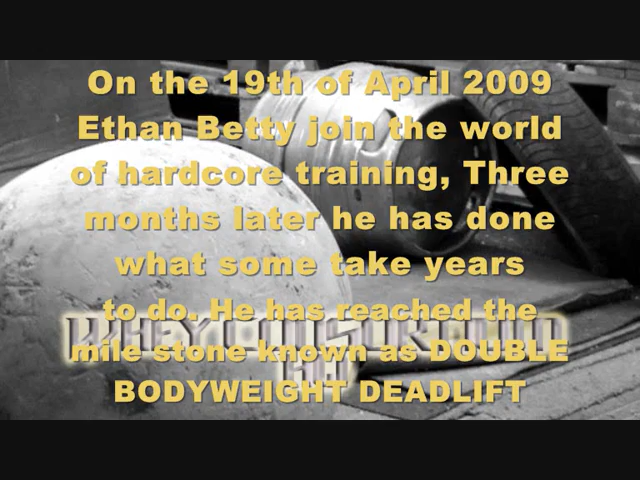 On the 19th of April 2009
Ethan Betty join the world
of hardcore training, Three
months later he has done
what some take years
to do. He has reached the
mile stone known as DOUBLE
BODYWEIGHT DEADLIFT